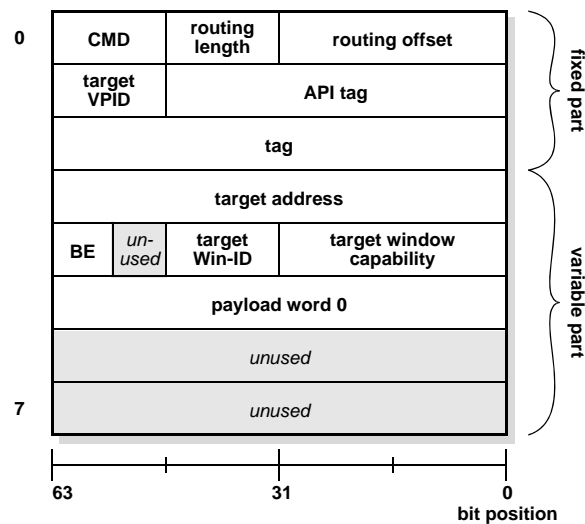 0
CMD
routing
length
routing offset
target
VPID
API tag
tag
fixed part
target address
BE
un-
used
target
Win-ID
target window
capability
payload word 0
unused
7
unused
variable part
63
31
0
bit position